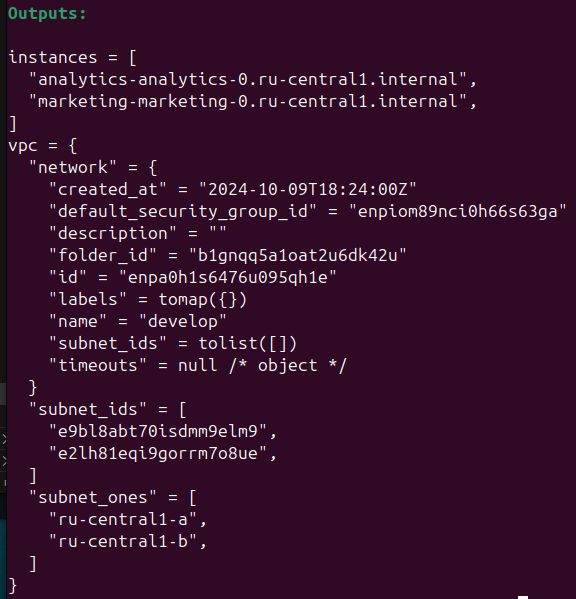 Outputs:
instances = [
  "analytics-analytics-0.ru-central1.internal",
  "marketing-marketing-0.ru-central1.internal",
]
vpc = {
  "network" = {
    "created_at" = "2024-10-09T18:24:00Z"
    "default_security_group_id" = "enpiom89nci0h66s63ga"
    "description" = ""
    "folder_id" = "b1gnqq5a1oat2u6dk42u"
    "id" = "enpa0h1s6476u095qh1e"
    "labels" = tomap({})
    "name" = "develop"
    "subnet_ids" = tolist([])
    "timeouts" = null /* object */
  }
  "subnet_ids" = [
    "e9bl8abt70isdmm9elm9",
    "e2lh81eqi9gorrm7o8ue",
  ]
  "subnet_ones" = [
    "ru-central1-a",
    "ru-central1-b",
  ]
}